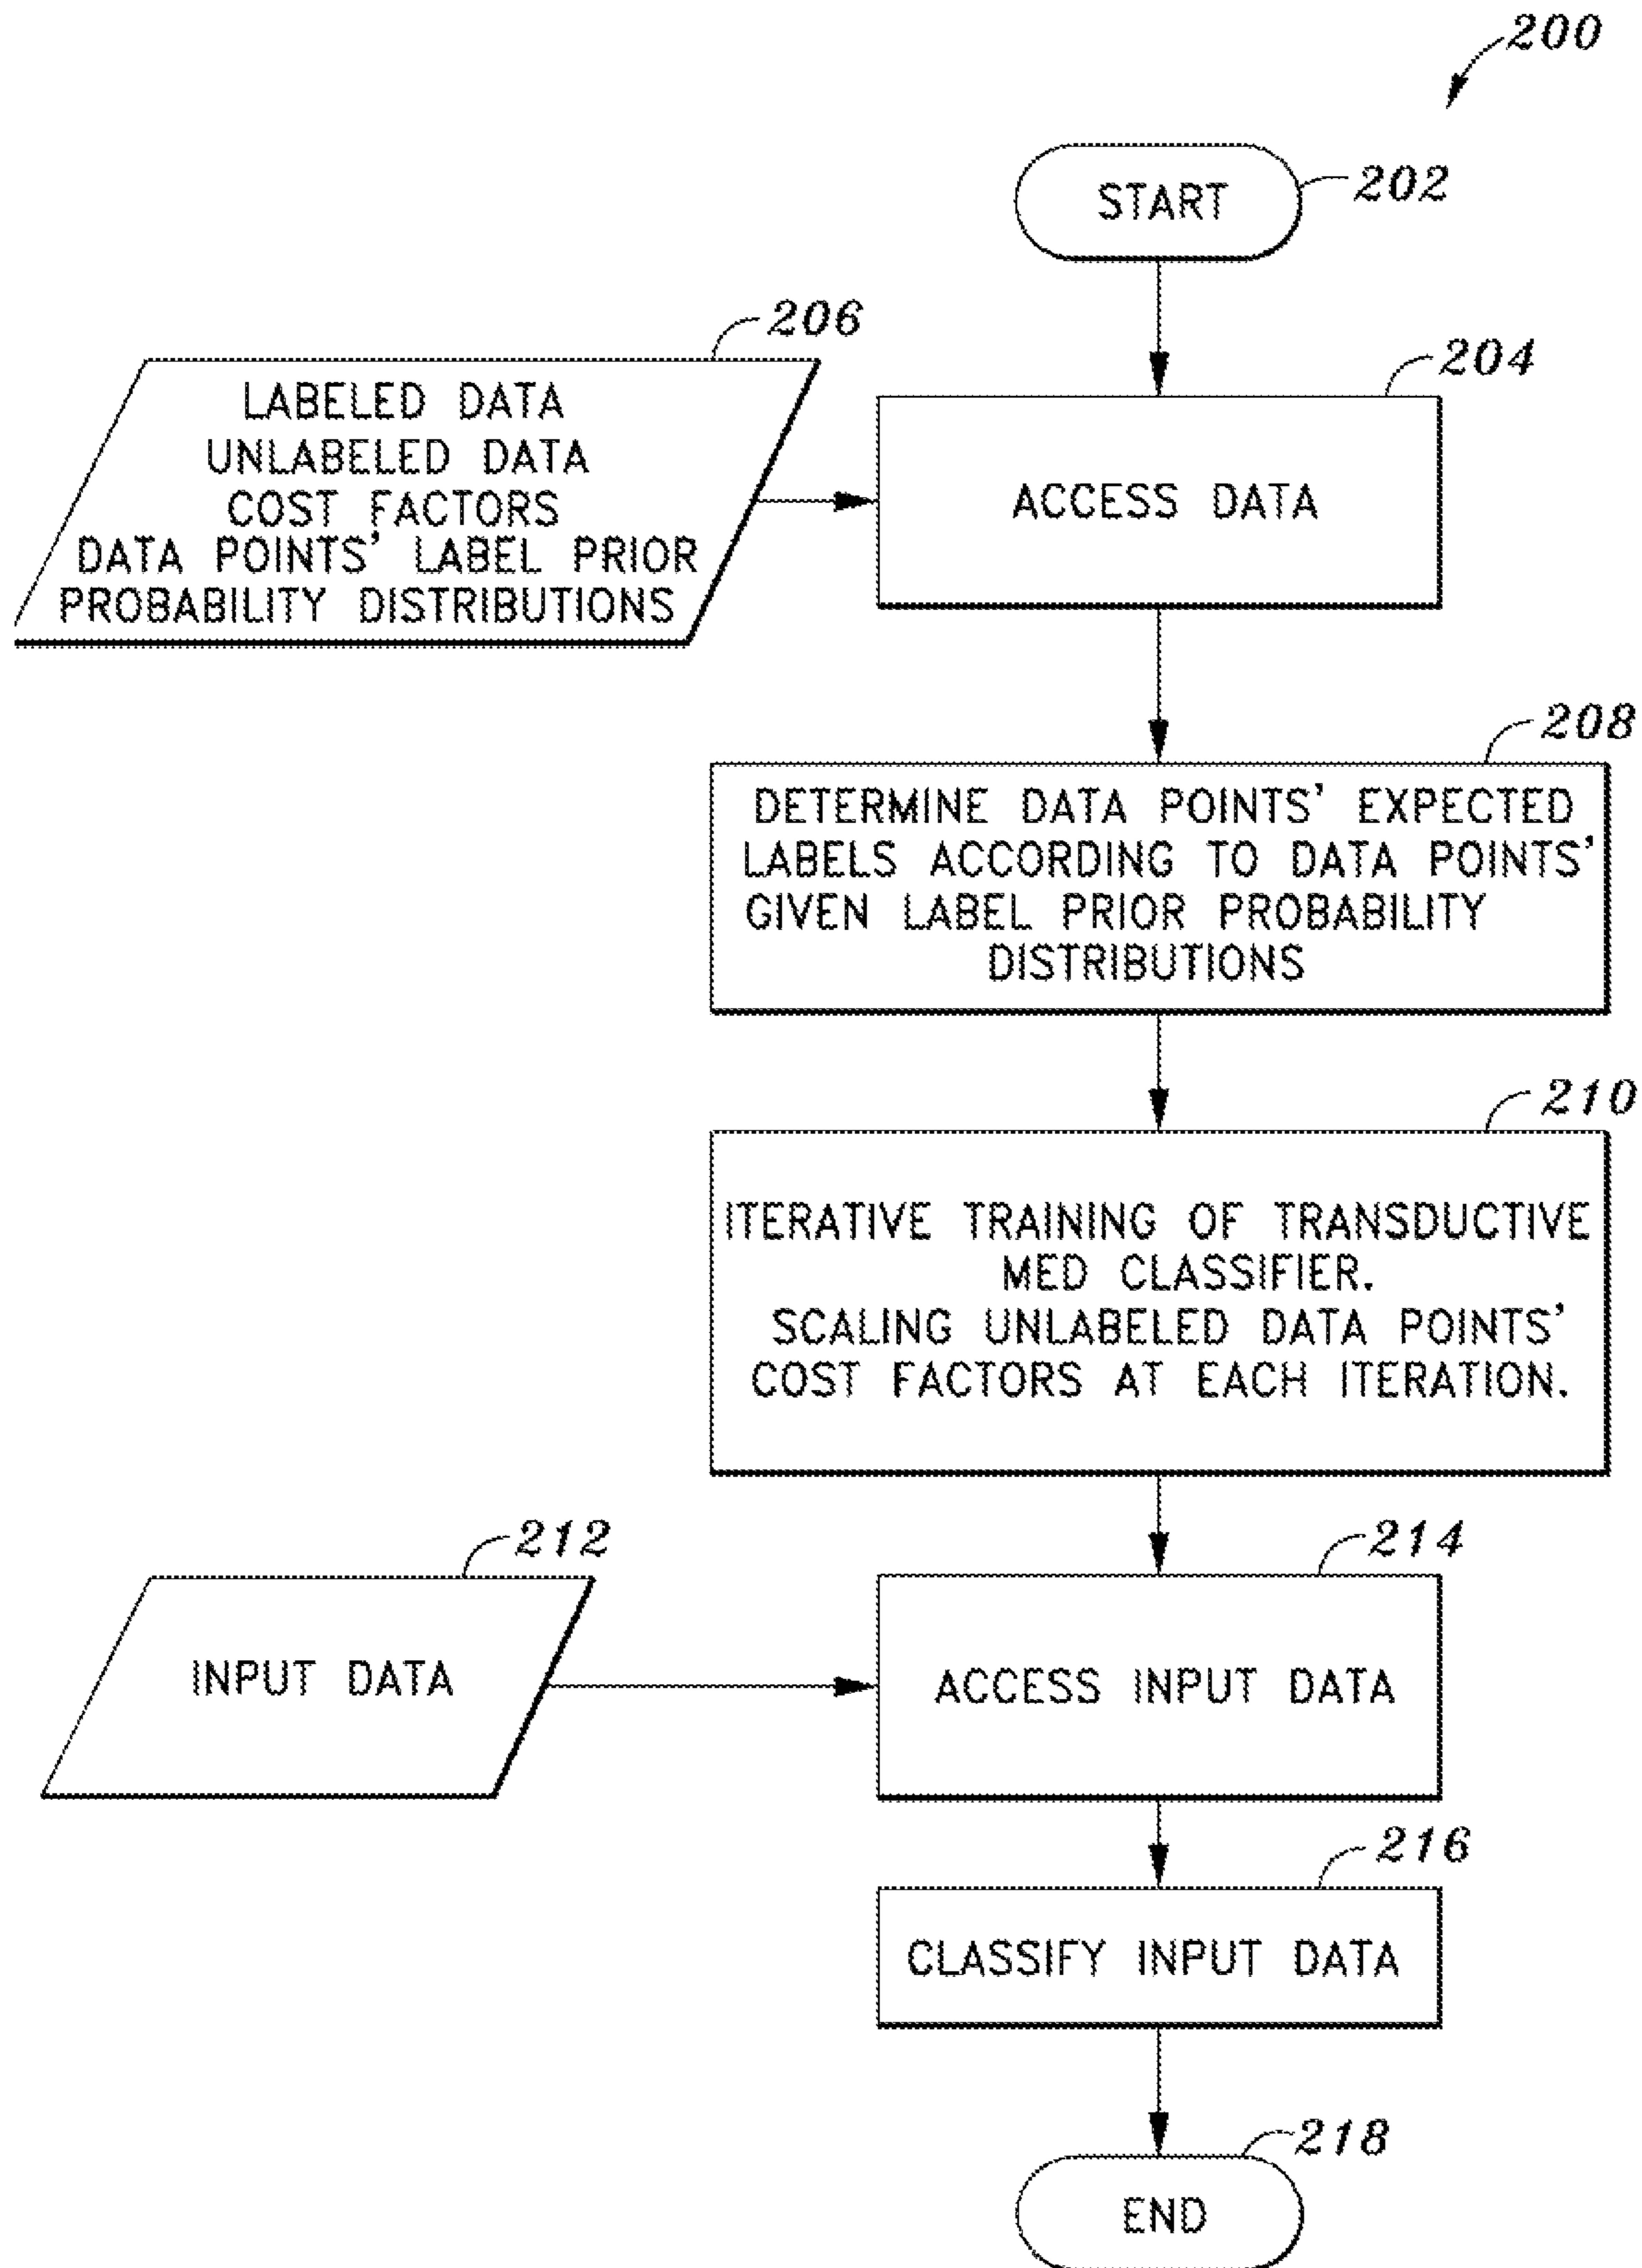 200
START
202
206
LABELED DATA
UNLABELED DATA
COST FACTORS
DATA POINTS' LABEL PRIOR
PROBABILITY DISTRIBUTIONS
204
ACCESS DATA
208
DETERMINE DATA POINTS' EXPECTED
LABELS ACCORDING TO DATA POINTS'
GIVEN LABEL PRIOR PROBABILITY
DISTRIBUTIONS
210
ITERATIVE TRAINING OF TRANSDUCTIVE
MED CLASSIFIER.
SCALING UNLABELED DATA POINTS'
COST FACTORS AT EACH ITERATION.
212
INPUT DATA
214
ACCESS INPUT DATA
216
CLASSIFY INPUT DATA
218
END